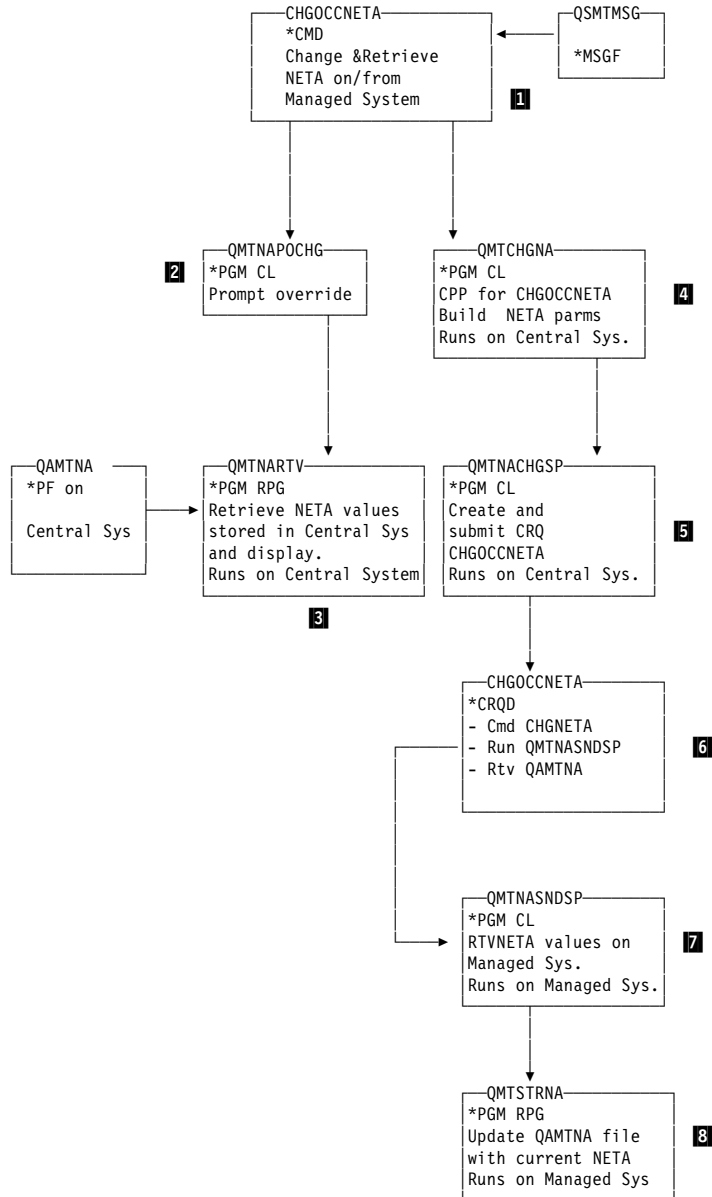 CHGOCCNETA
*CMD
Change &Retrieve
NETA on/from
Managed System
1
QSMTMSG
*MSGF
QMTNAPOCHG
*PGM CL
Prompt override
2
QMTCHGNA
*PGM CL
CPP for CHGOCCNETA
Build NETA parms
Runs on Central Sys.
4
QAMTNA
*PF on
Central Sys
QMTNARTV
*PGM RPG
Retrieve NETA values
stored in Central Sys
and display.
Runs on Central System
3
QMTNACHGSP
*PGM CL
Create and
submit CRQ
CHGOCCNETA
Runs on Central Sys.
5
CHGOCCNETA
*CRQD
- Cmd CHGNETA
- Run QMTNASNDSP
- Rtv QAMTNA
6
QMTNASNDSP
*PGM CL
RTVNETA values on
Managed Sys.
Runs on Managed Sys.
7
QMTSTRNA
*PGM RPG
Update QAMTNA file
with current NETA
Runs on Managed Sys
8